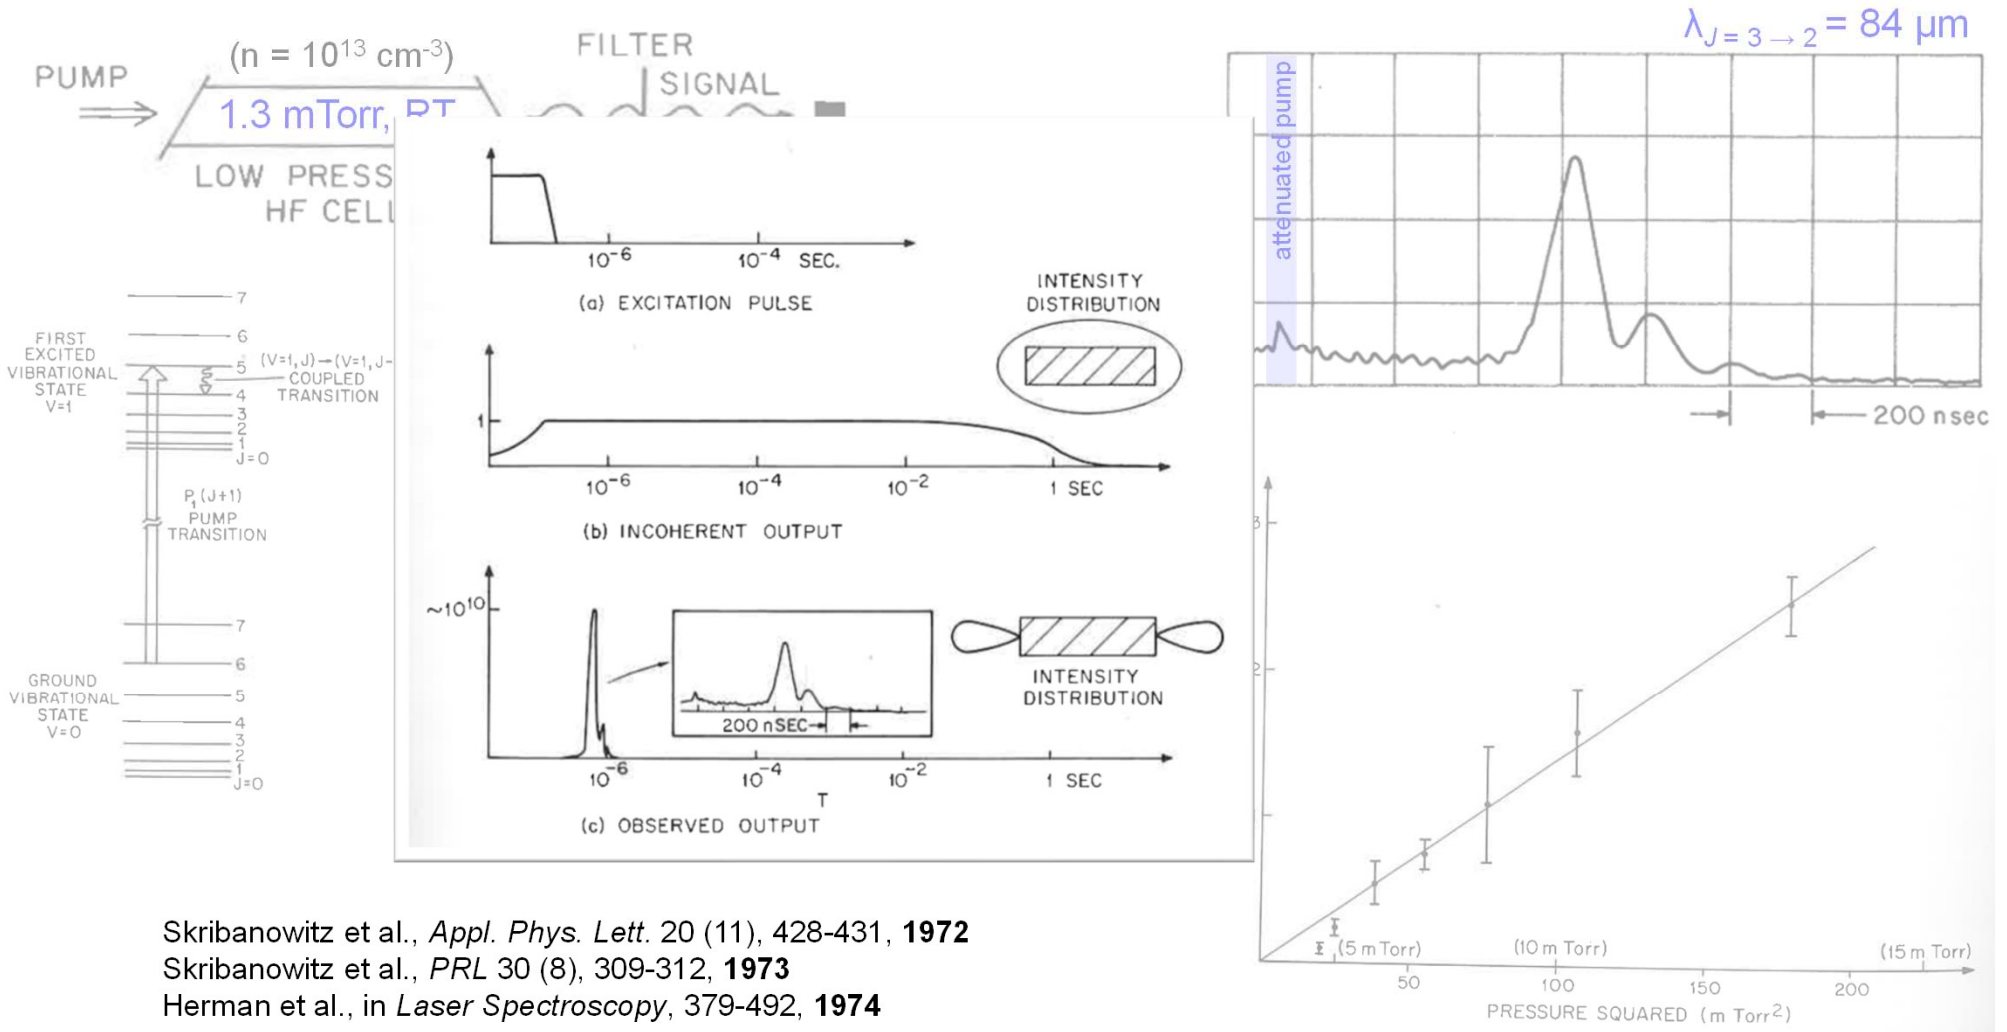 λJ = 3 → 2 = 84 µm
(n = 10¹³ cm⁻³)
FILTER
PUMP
SIGNAL
1.3 mTorr, RT
LOW PRESS
HF CELL
attenuated pump
200 nsec
10⁻⁶
10⁻⁴ SEC.
(a) EXCITATION PULSE
INTENSITY
DISTRIBUTION
1
10⁻⁶
10⁻⁴
10⁻²
1 SEC
(b) INCOHERENT OUTPUT
~10¹⁰
200 nSEC
INTENSITY
DISTRIBUTION
10⁻⁶
10⁻⁴
10⁻²
1 SEC
T
(c) OBSERVED OUTPUT
7
6
5
4
3
2
1
J=0
FIRST
EXCITED
VIBRATIONAL
STATE
V=1
(V=1,J)→(V=1,J-
COUPLED
TRANSITION
P₁(J+1)
PUMP
TRANSITION
7
6
5
4
3
2
1
J=0
GROUND
VIBRATIONAL
STATE
V=0
3
2
(5 m Torr)
(10 m Torr)
(15 m Torr)
50
100
150
200
PRESSURE SQUARED (m Torr²)
Skribanowitz et al., Appl. Phys. Lett. 20 (11), 428-431, 1972
Skribanowitz et al., PRL 30 (8), 309-312, 1973
Herman et al., in Laser Spectroscopy, 379-492, 1974